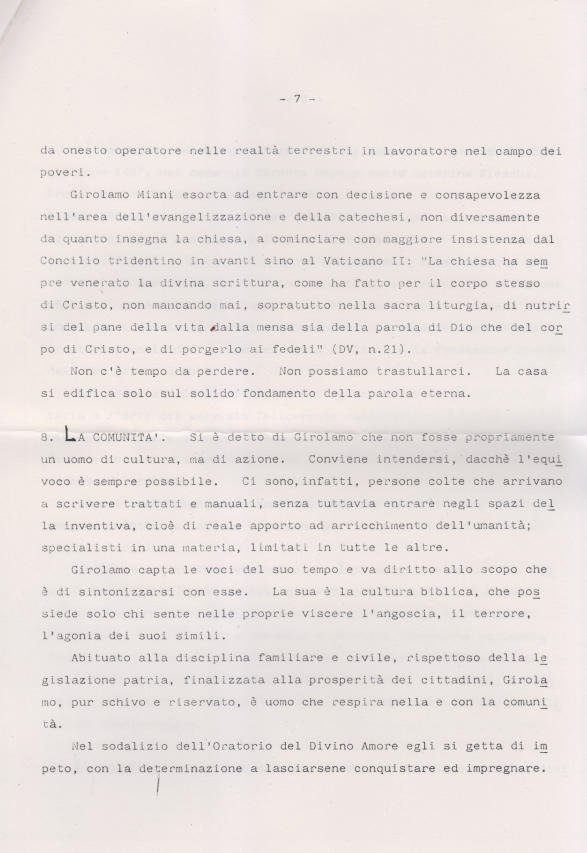 - 7 -
da onesto operatore nelle realtà terrestri in lavoratore nel campo dei
poveri.
Girolamo Miani esorta ad entrare con decisione e consapevolezza
nell'area dell'evangelizzazione e della catechesi, non diversamente
da quanto insegna la chiesa, a cominciare con maggiore insistenza dal
Concilio tridentino in avanti sino al Vaticano II: "La chiesa ha sem
pre venerato la divina scrittura, come ha fatto per il corpo stesso
di Cristo, non mancando mai, sopratutto nella sacra liturgia, di nutrir
si del pane della vita dalla mensa sia della parola di Dio che del cor
po di Cristo, e di porgerlo ai fedeli" (DV, n.21).
Non c'è tempo da perdere. Non possiamo trastullarci. La casa
si edifica solo sul solido fondamento della parola eterna.
8. LA COMUNITA'. Si è detto di Girolamo che non fosse propriamente
un uomo di cultura, ma di azione. Conviene intendersi, dacchè l'equi
voco è sempre possibile. Ci sono,infatti, persone colte che arrivano
a scrivere trattati e manuali, senza tuttavia entrare negli spazi del
la inventiva, cioè di reale apporto ad arricchimento dell'umanità;
specialisti in una materia, limitati in tutte le altre.
Girolamo capta le voci del suo tempo e va diritto allo scopo che
è di sintonizzarsi con esse. La sua è la cultura biblica, che pos
siede solo chi sente nelle proprie viscere l'angoscia, il terrore,
l'agonia dei suoi simili.
Abituato alla disciplina familiare e civile, rispettoso della le
gislazione patria, finalizzata alla prosperità dei cittadini, Girola
mo, pur schivo e riservato, è uomo che respira nella e con la comuni
tà.
Nel sodalizio dell'Oratorio del Divino Amore egli si getta di im
peto, con la determinazione a lasciarsene conquistare ed impregnare.